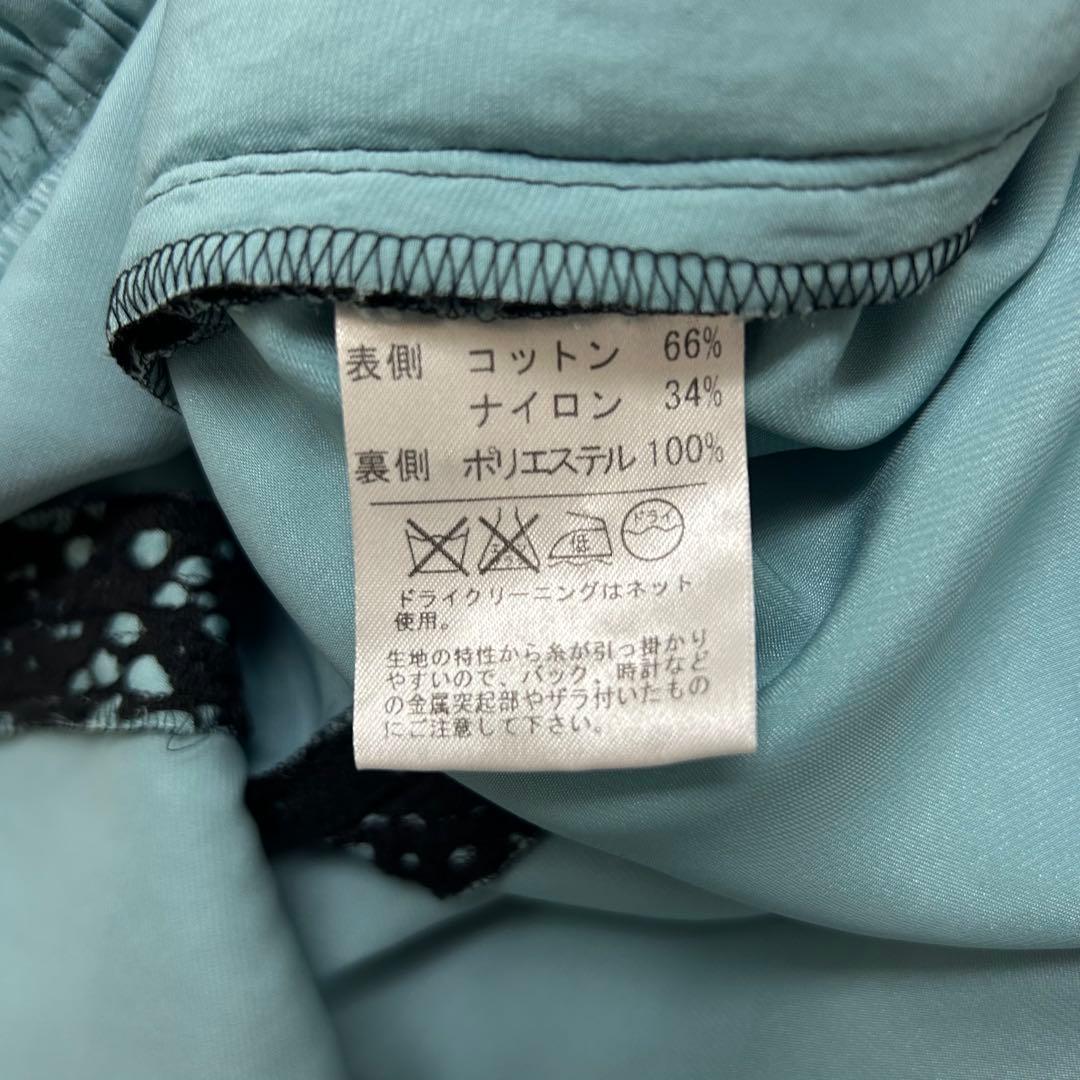 表側 コットン 66%
ナイロン 34%
裏側 ポリエステル 100%
低 ドライ
ドライクリーニングはネット
使用。
生地の特性から糸が引っ掛かり
やすいので、バック、時計など
の金属突起部やザラ付いたもの
にご注意して下さい。